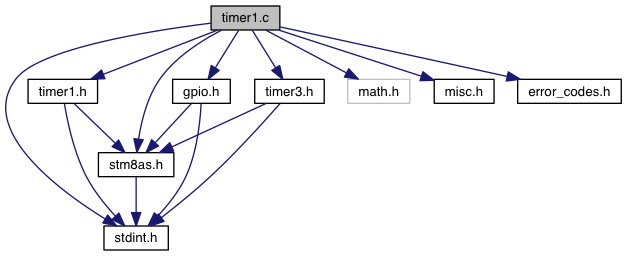 timer1.c
timer1.h
gpio.h
timer3.h
math.h
misc.h
error_codes.h
stm8as.h
stdint.h